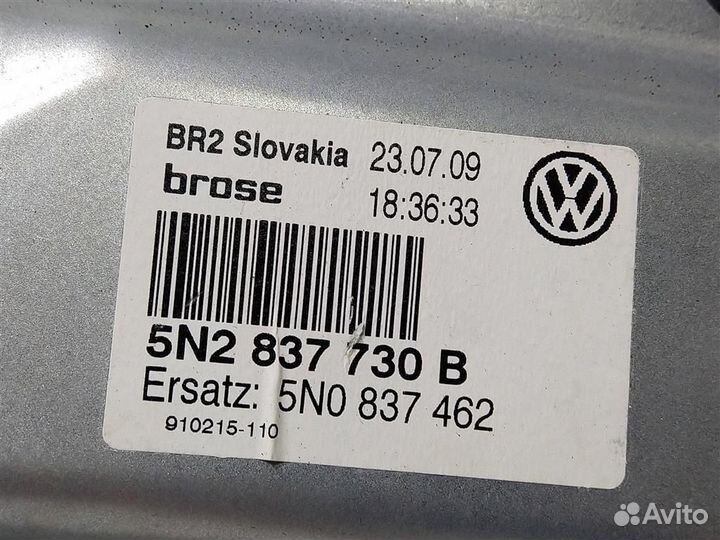 BR2 Slovakia 23.07.09
brose 18:36:33
5N2 837 730 B
Ersatz: 5N0 837 462
910215-110
Avito